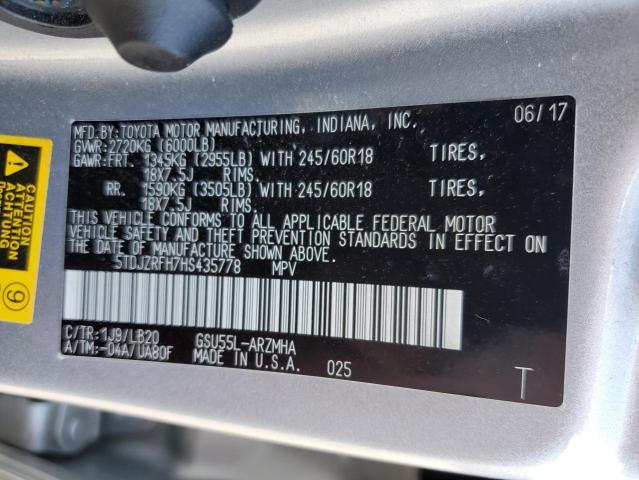 06/17
MFD.BY:TOYOTA MOTOR MANUFACTURING, INDIANA, INC.
GVWR:2720KG (6000LB)
GAWR:FRT. 1345KG (2955LB) WITH 245/60R18 TIRES,
18X7.5J RIMS.
RR. 1590KG (3505LB) WITH 245/60R18 TIRES,
18X7.5J RIMS.
THIS VEHICLE CONFORMS TO ALL APPLICABLE FEDERAL MOTOR
VEHICLE SAFETY AND THEFT PREVENTION STANDARDS IN EFFECT ON
THE DATE OF MANUFACTURE SHOWN ABOVE.
5TDJZRFH7HS435778 MPV
C/TR:1J9/LB20 GSU55L-ARZMHA
A/TM:-04A/UA80F MADE IN U.S.A. 025
T
CAUTION
ATTENTION
ACHTUNG
9